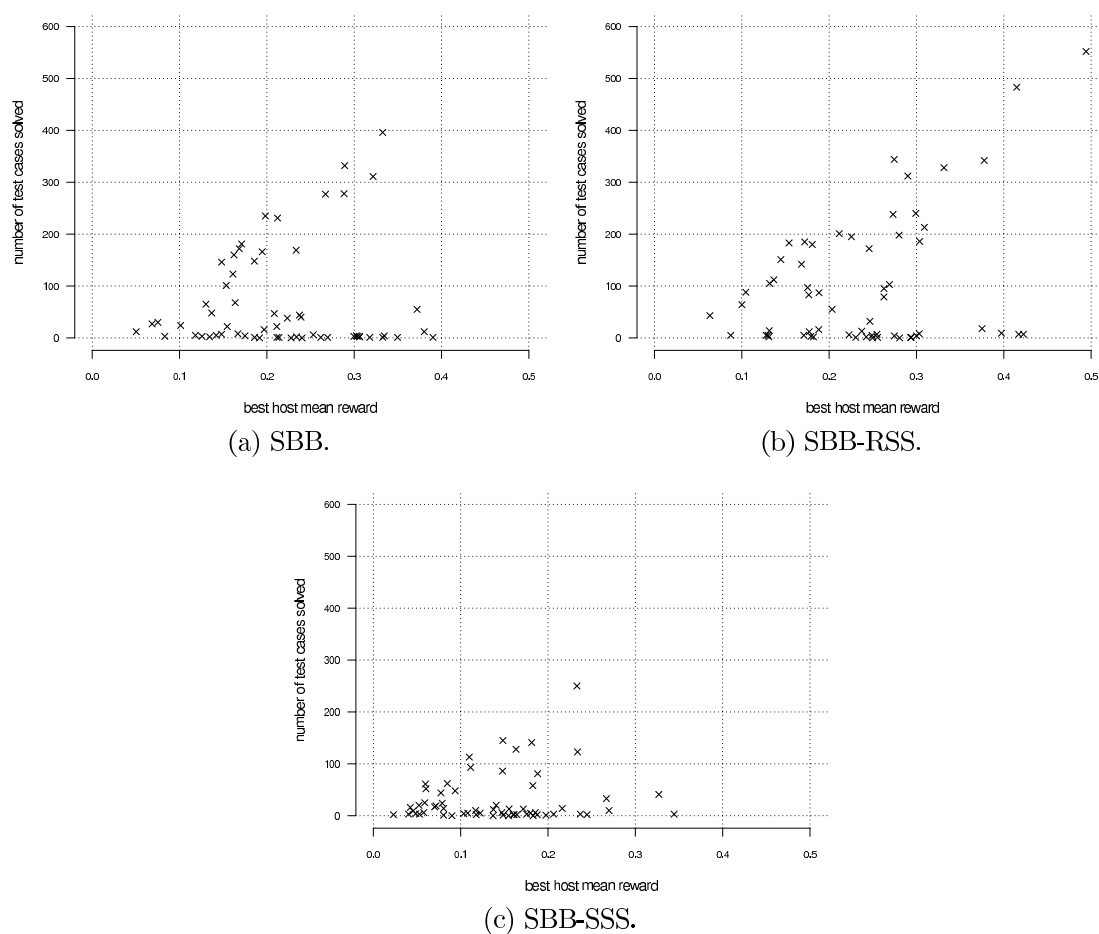 600
500
400
300
200
100
0
number of test cases solved
0.0 0.1 0.2 0.3 0.4 0.5
best host mean reward
(a) SBB.
600
500
400
300
200
100
0
number of test cases solved
0.0 0.1 0.2 0.3 0.4 0.5
best host mean reward
(b) SBB-RSS.
600
500
400
300
200
100
0
number of test cases solved
0.0 0.1 0.2 0.3 0.4 0.5
best host mean reward
(c) SBB-SSS.